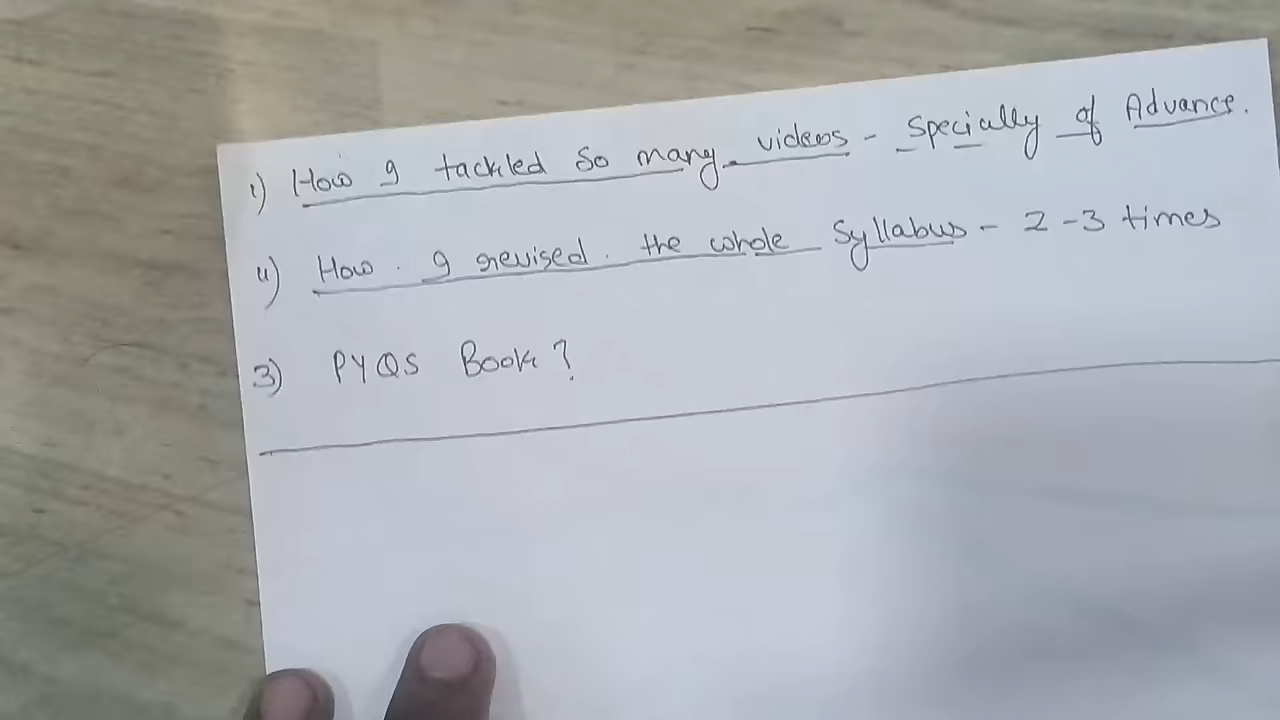 1) How I tackled so many videos - Specially of Advance.
11) How I revised the whole Syllabus - 2-3 times
3) PYQS Book?